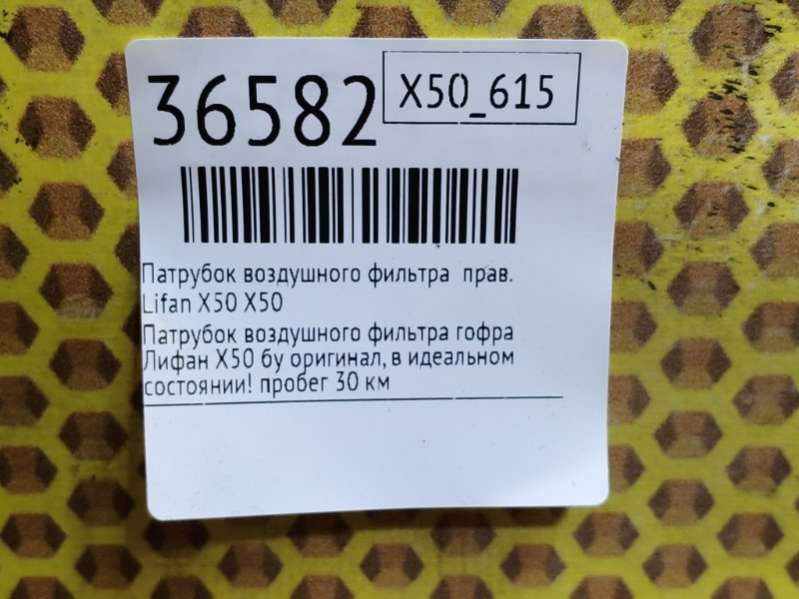 36582
X50_615
Патрубок воздушного фильтра прав.
Lifan X50 X50
Патрубок воздушного фильтра гофра
Лифан Х50 бу оригинал, в идеальном
состоянии! пробег 30 км